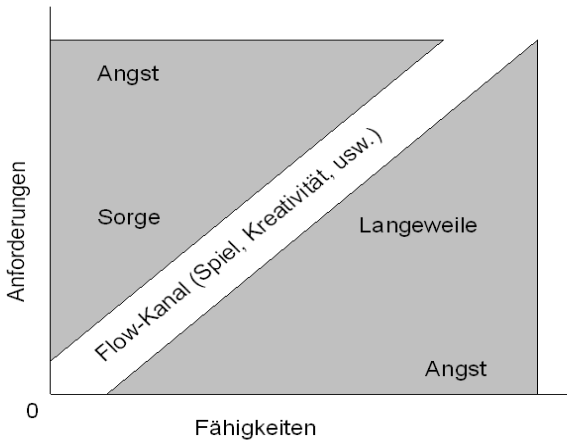 Angst
Anforderungen
Sorge
Flow-Kanal (Spiel, Kreativität, usw.)
Langeweile
Angst
0
Fähigkeiten